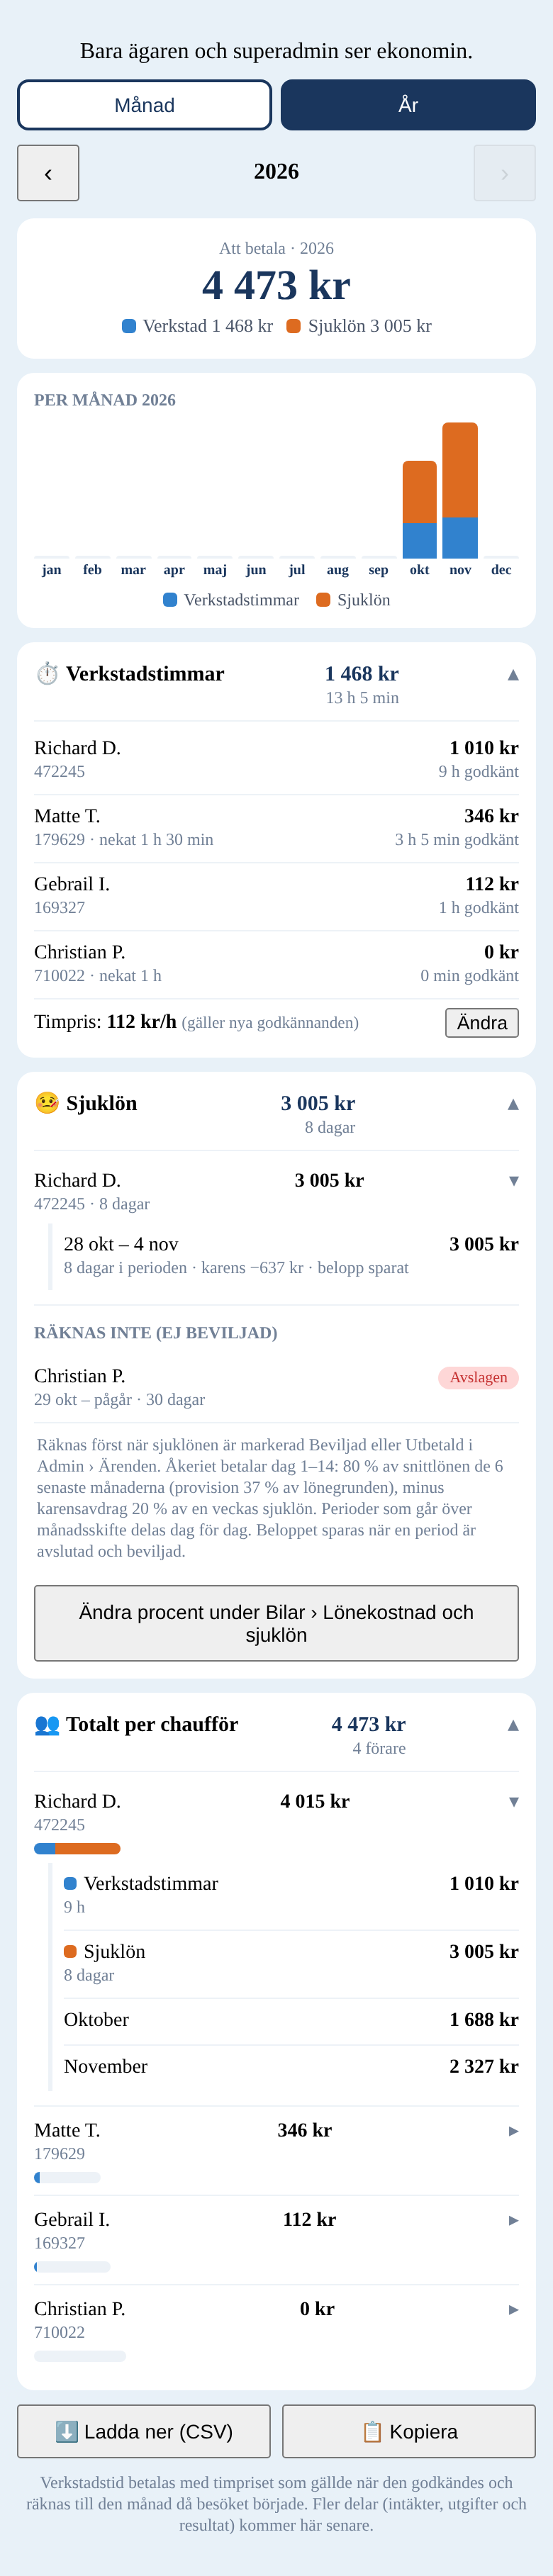 Bara ägaren och superadmin ser ekonomin.
Månad
År
‹
2026
›
Att betala · 2026
4 473 kr
Verkstad 1 468 kr Sjuklön 3 005 kr
PER MÅNAD 2026
jan feb mar apr maj jun jul aug sep okt nov dec
Verkstadstimmar Sjuklön
⏱️ Verkstadstimmar 1 468 kr ▲
13 h 5 min
Richard D. 1 010 kr
472245 9 h godkänt
Matte T. 346 kr
179629 · nekat 1 h 30 min 3 h 5 min godkänt
Gebrail I. 112 kr
169327 1 h godkänt
Christian P. 0 kr
710022 · nekat 1 h 0 min godkänt
Timpris: 112 kr/h (gäller nya godkännanden) Ändra
🤒 Sjuklön 3 005 kr ▲
8 dagar
Richard D. 3 005 kr ▼
472245 · 8 dagar
28 okt – 4 nov 3 005 kr
8 dagar i perioden · karens −637 kr · belopp sparat
RÄKNAS INTE (EJ BEVILJAD)
Christian P. Avslagen
29 okt – pågår · 30 dagar
Räknas först när sjuklönen är markerad Beviljad eller Utbetald i
Admin › Ärenden. Åkeriet betalar dag 1–14: 80 % av snittlönen de 6
senaste månaderna (provision 37 % av lönegrunden), minus
karensavdrag 20 % av en veckas sjuklön. Perioder som går över
månadsskifte delas dag för dag. Beloppet sparas när en period är
avslutad och beviljad.
Ändra procent under Bilar › Lönekostnad och
sjuklön
👥 Totalt per chaufför 4 473 kr ▲
4 förare
Richard D. 4 015 kr ▼
472245
Verkstadstimmar 1 010 kr
9 h
Sjuklön 3 005 kr
8 dagar
Oktober 1 688 kr
November 2 327 kr
Matte T. 346 kr ▸
179629
Gebrail I. 112 kr ▸
169327
Christian P. 0 kr ▸
710022
⬇️ Ladda ner (CSV)
📋 Kopiera
Verkstadstid betalas med timpriset som gällde när den godkändes och
räknas till den månad då besöket började. Fler delar (intäkter, utgifter och
resultat) kommer här senare.